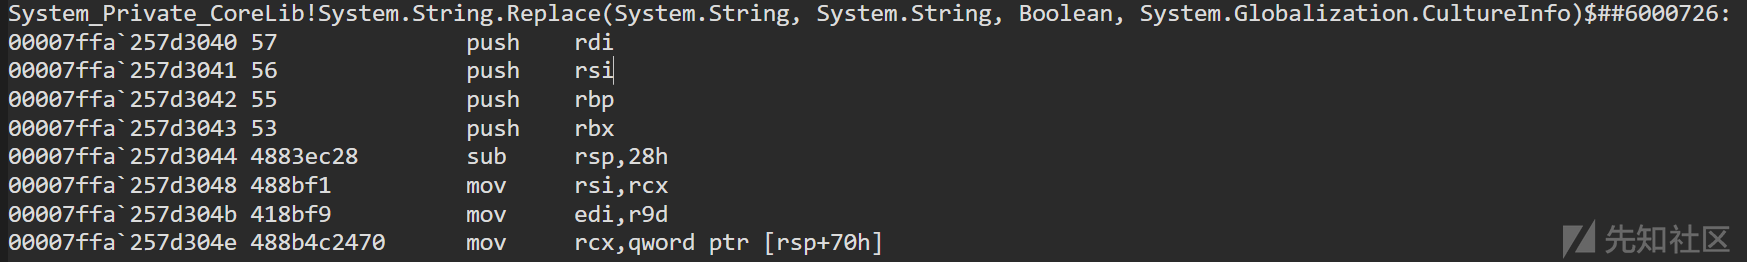 System_Private_CoreLib!System.String.Replace(System.String, System.String, Boolean, System.Globalization.CultureInfo)$##6000726:
00007ffa`257d3040 57              push    rdi
00007ffa`257d3041 56              push    rsi
00007ffa`257d3042 55              push    rbp
00007ffa`257d3043 53              push    rbx
00007ffa`257d3044 4883ec28        sub     rsp,28h
00007ffa`257d3048 488bf1          mov     rsi,rcx
00007ffa`257d304b 418bf9          mov     edi,r9d
00007ffa`257d304e 488b4c2470      mov     rcx,qword ptr [rsp+70h]
先知社区